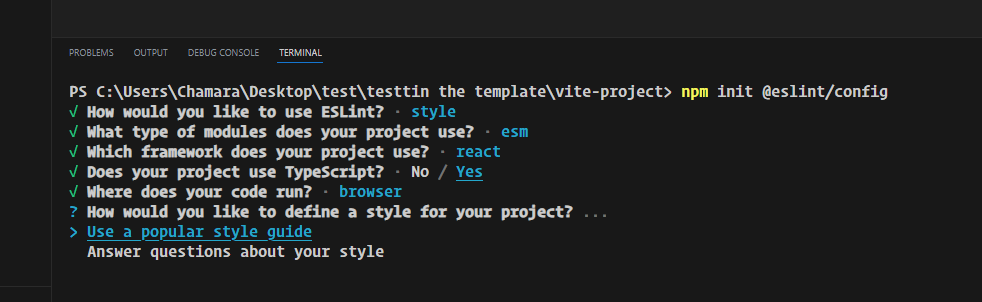 PROBLEMS OUTPUT DEBUG CONSOLE TERMINAL
PS C:\Users\Chamara\Desktop\test\testtin the template\vite-project> npm init @eslint/config
√ How would you like to use ESLint? · style
√ What type of modules does your project use? · esm
√ Which framework does your project use? · react
√ Does your project use TypeScript? · No / Yes
√ Where does your code run? · browser
? How would you like to define a style for your project? ...
> Use a popular style guide
Answer questions about your style